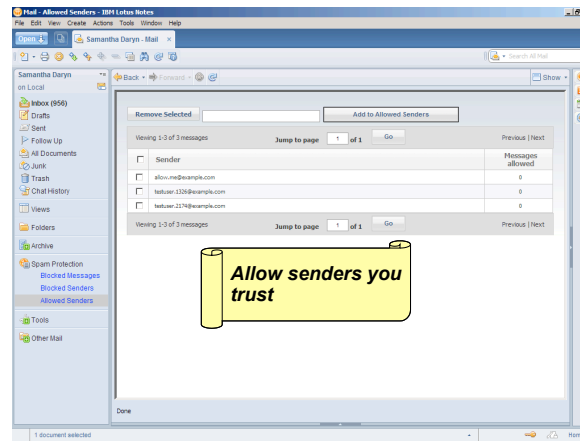 Mail - Allowed Senders - IBM Lotus Notes
File Edit View Create Actions Tools Window Help
Open
Samantha Daryn - Mail ×
Search All Mail
Samantha Daryn
on Local
Back Forward
Show
Inbox (956)
Drafts
Sent
Follow Up
All Documents
Junk
Trash
Chat History
Views
Folders
Archive
Spam Protection
Blocked Messages
Blocked Senders
Allowed Senders
Tools
Other Mail
Remove Selected
Add to Allowed Senders
Viewing 1-3 of 3 messages Jump to page 1 of 1 Go Previous | Next
Sender Messages allowed
allow.me@example.com 0
testuser.1326@example.com 0
testuser.2174@example.com 0
Viewing 1-3 of 3 messages Jump to page 1 of 1 Go Previous | Next
Allow senders you
trust
Done
1 document selected